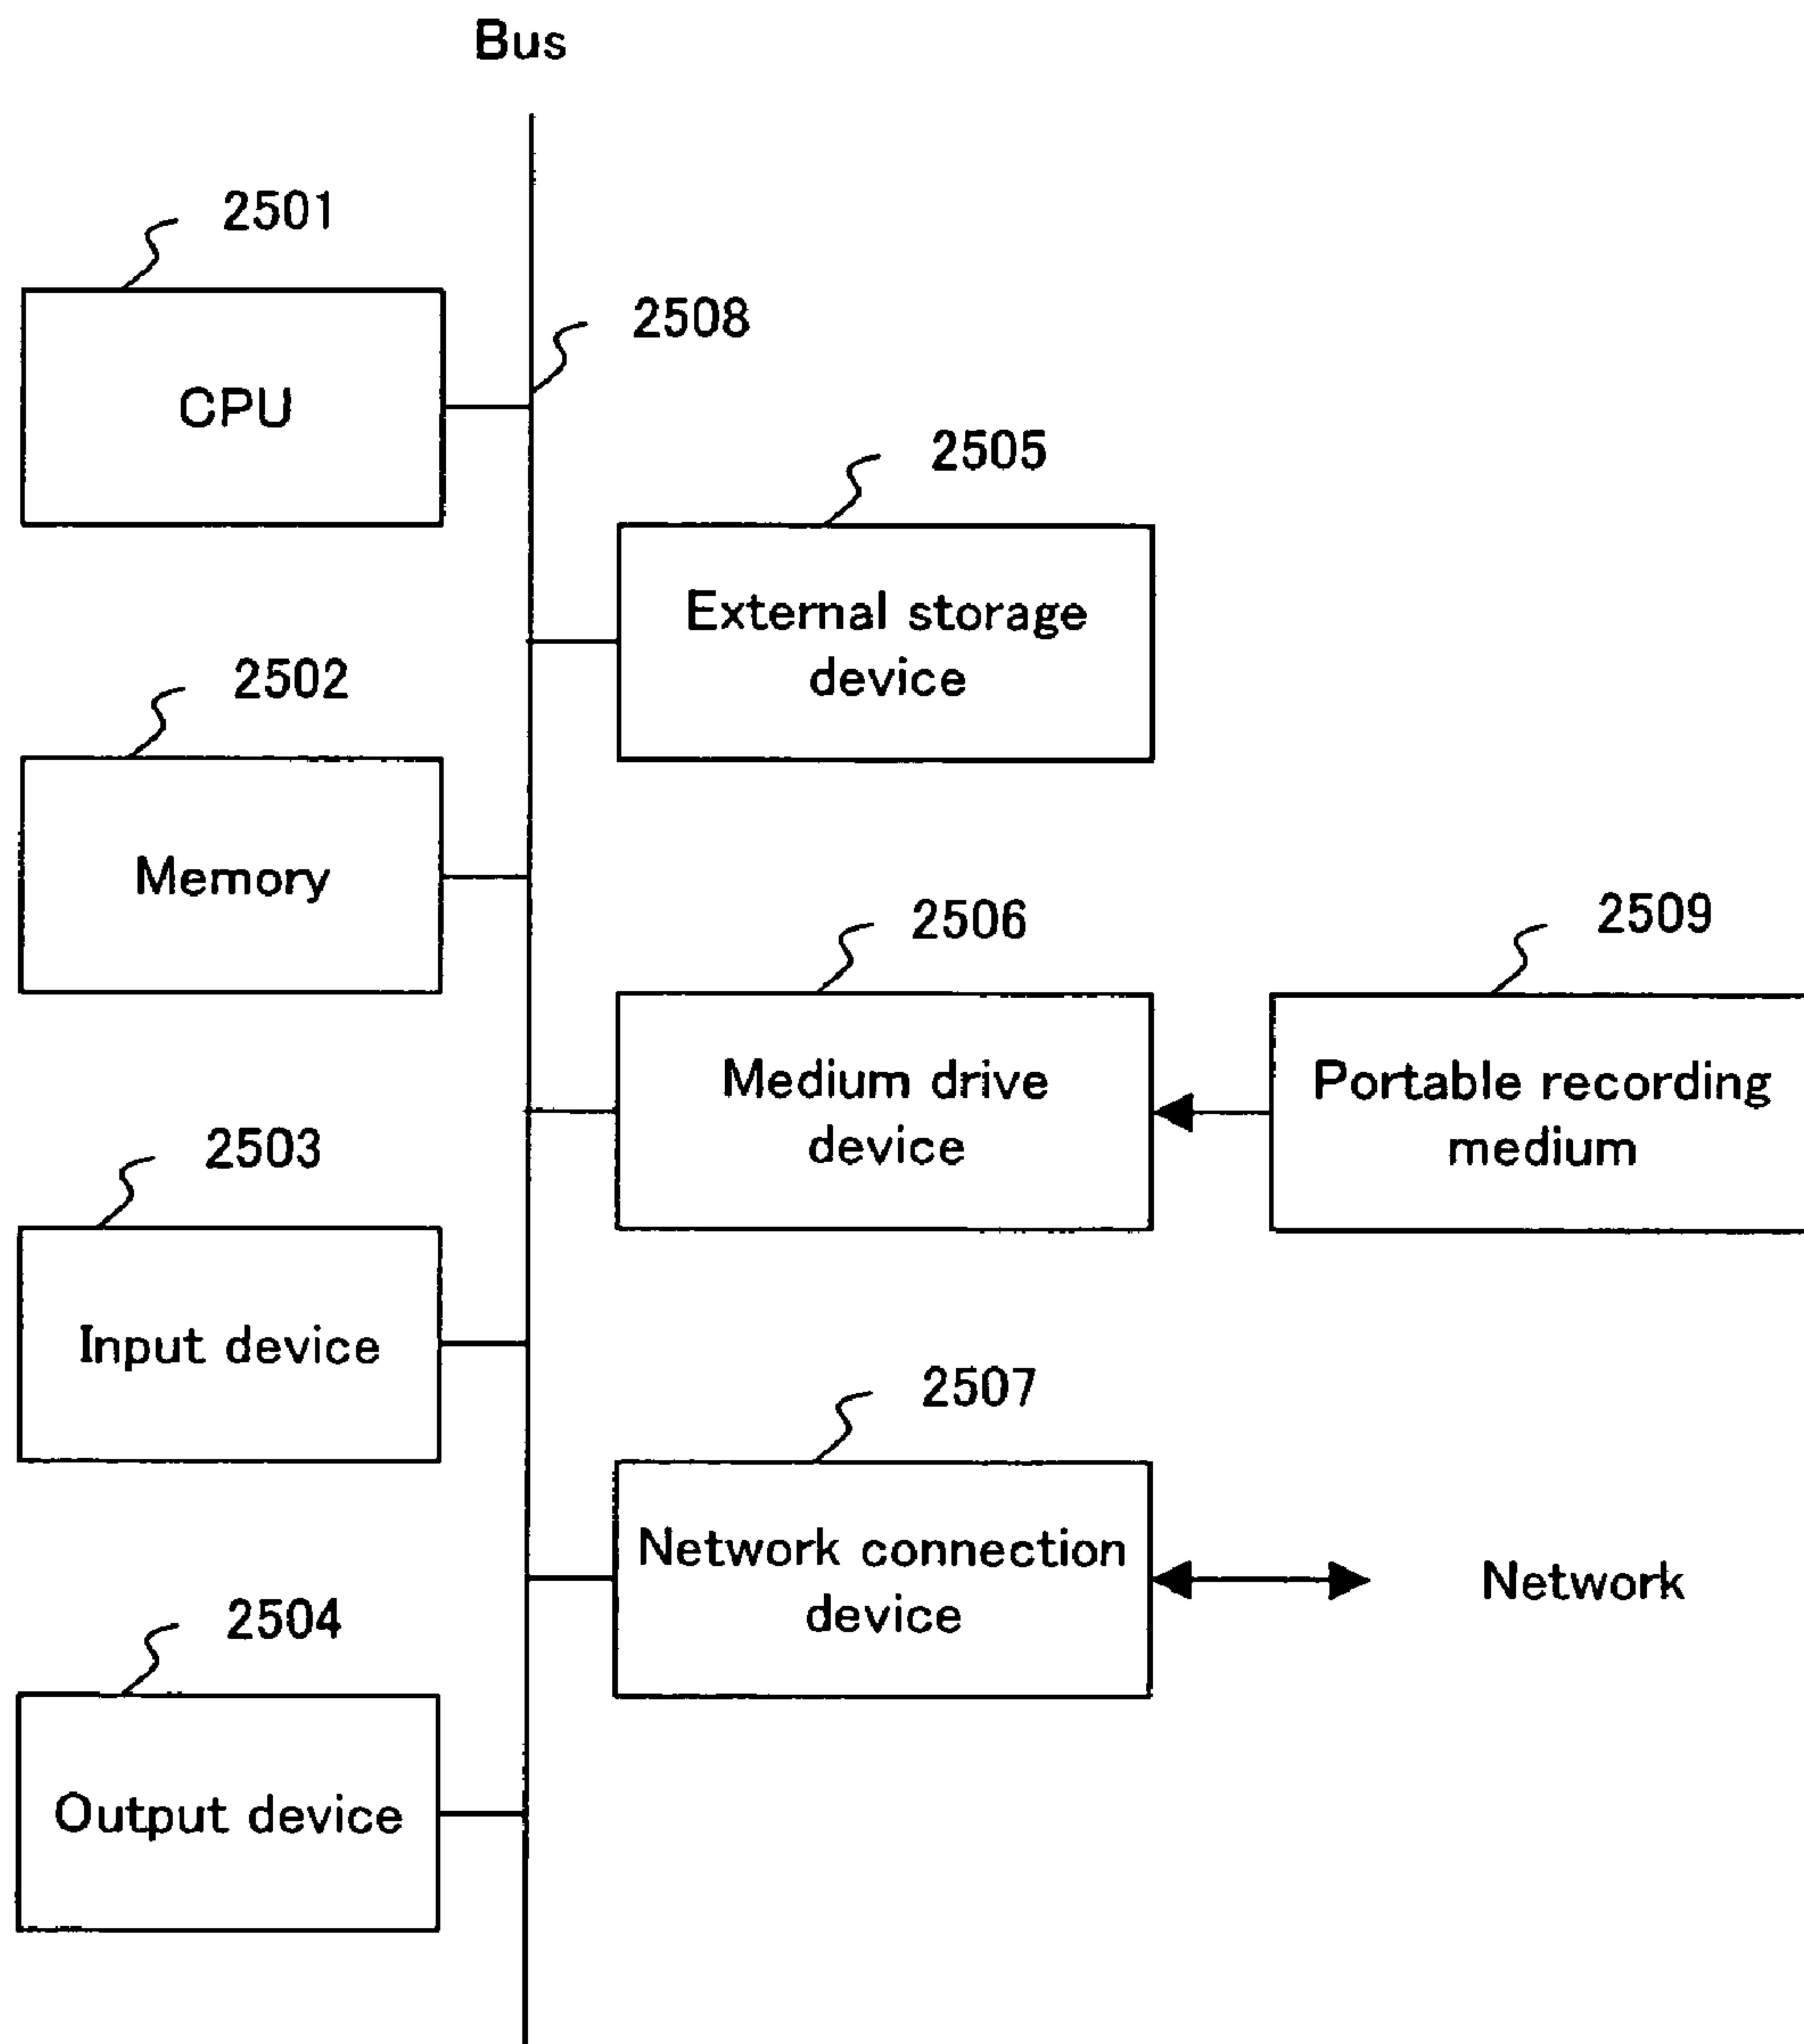 Bus
2501
CPU
2508
2505
External storage
device
2502
Memory
2506
Medium drive
device
2509
Portable recording
medium
2503
Input device
2507
Network connection
device
Network
2504
Output device